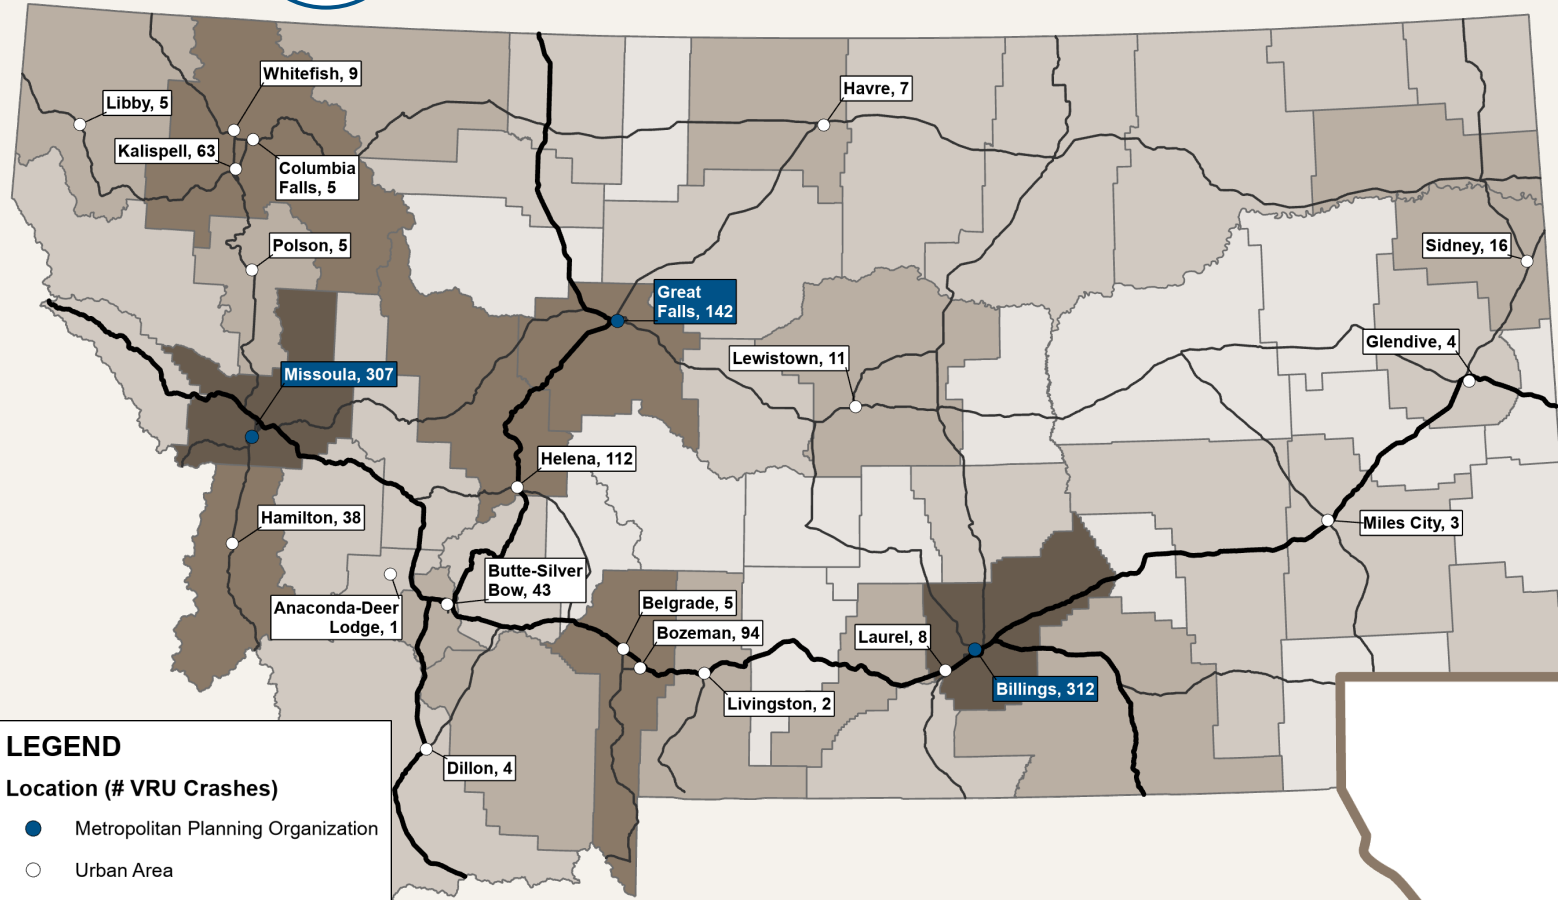 Whitefish, 9
Havre, 7
Libby, 5
Kalispell, 63
Columbia
Falls, 5
Polson, 5
Sidney, 16
Great
Falls, 142
Glendive, 4
Lewistown, 11
Missoula, 307
Helena, 112
Hamilton, 38
Miles City, 3
Butte-Silver
Bow, 43
Anaconda-Deer
Lodge, 1
Belgrade, 5
Bozeman, 94
Laurel, 8
Billings, 312
Livingston, 2
Dillon, 4
LEGEND
Location (# VRU Crashes)
Metropolitan Planning Organization
Urban Area